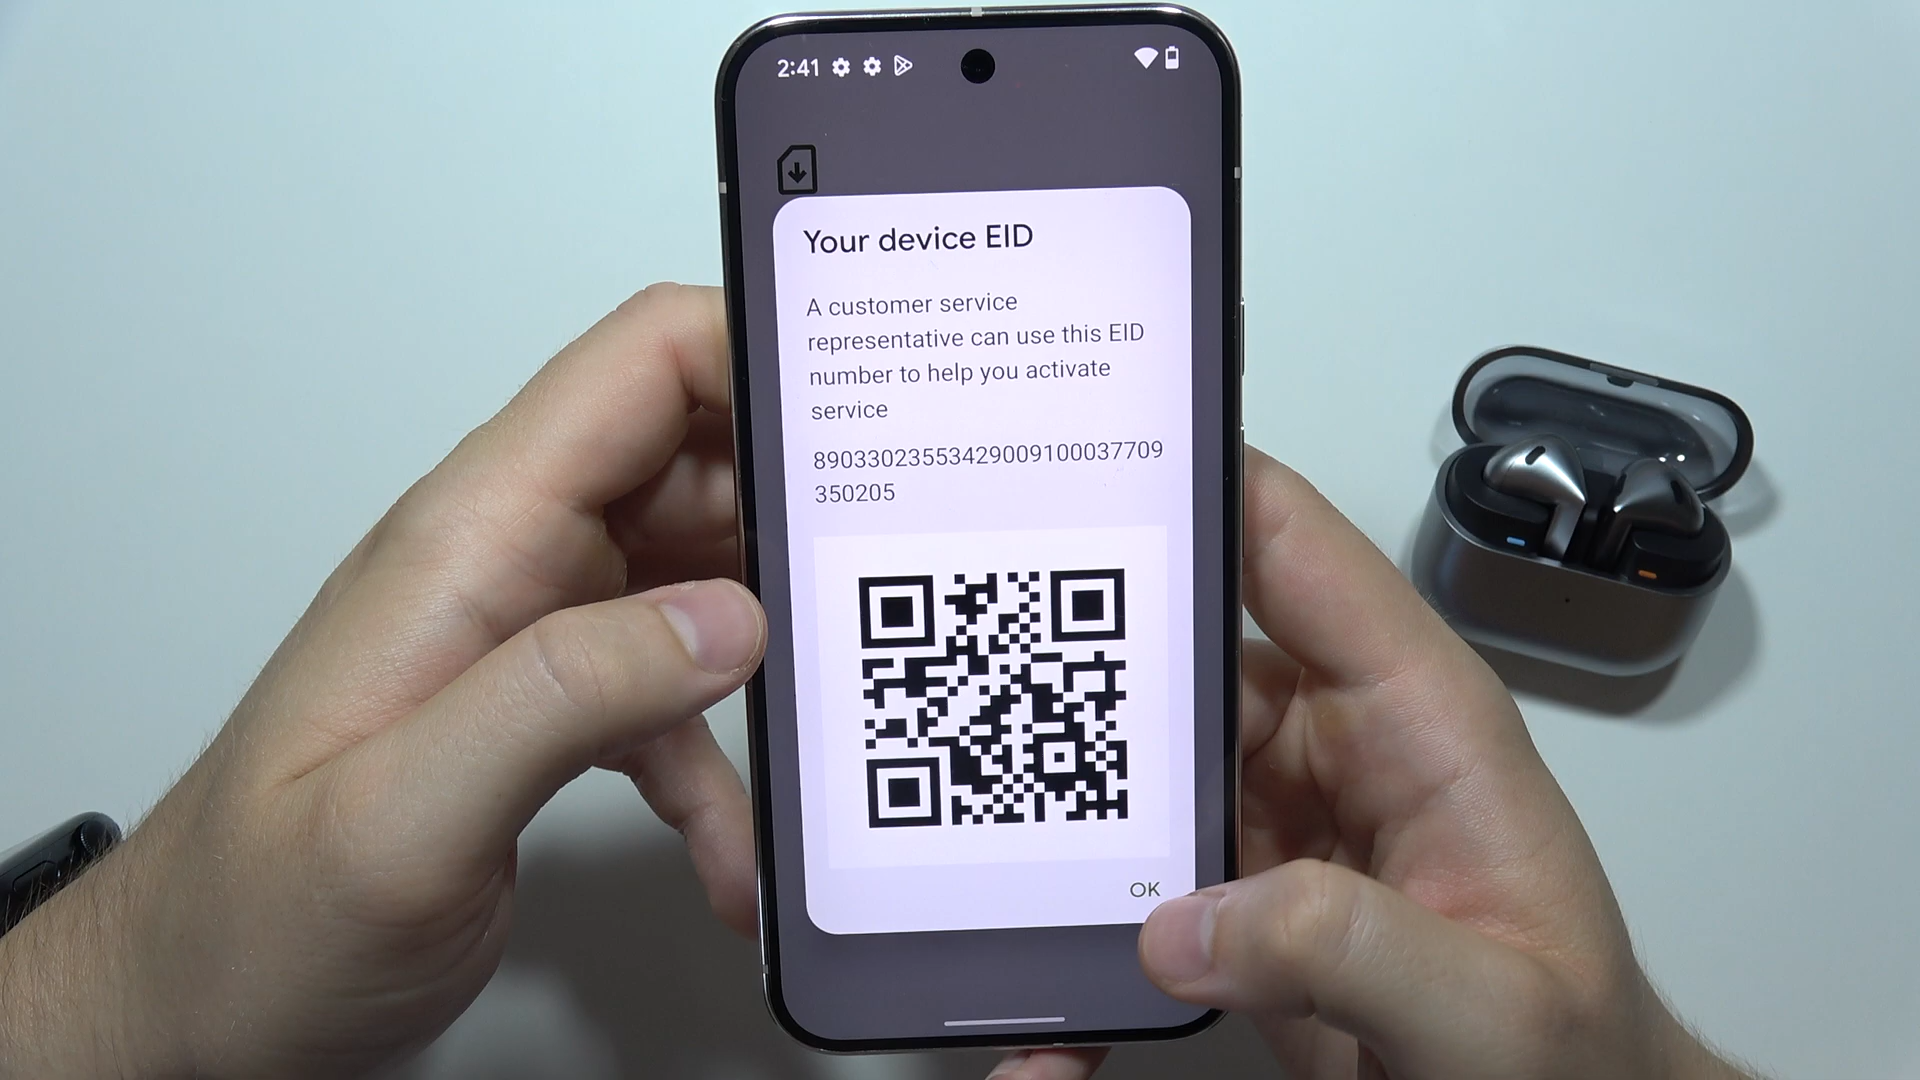 2:41
Your device EID
A customer service
representative can use this EID
number to help you activate
service
89033023553429009100037709
350205
OK